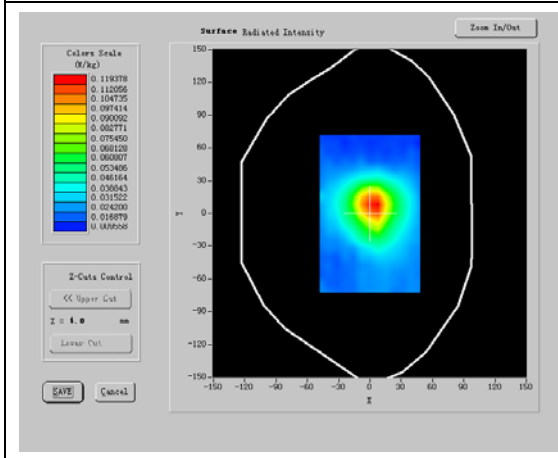 Surface Radiated Intensity
Zoom In/Out
Colors Scale
(W/kg)
0.119378
0.112056
0.104735
0.097414
0.090092
0.082771
0.075450
0.068128
0.060807
0.053486
0.046164
0.038843
0.031522
0.024200
0.016879
0.009558
Z-Cuts Control
<< Upper Cut
Z = 4.0 mm
Lower Cut
SAVE
Cancel
150
120
90
60
30
0
-30
-60
-90
-120
-150
Y
-150 -120 -90 -60 -30 0 30 60 90 120 150
X